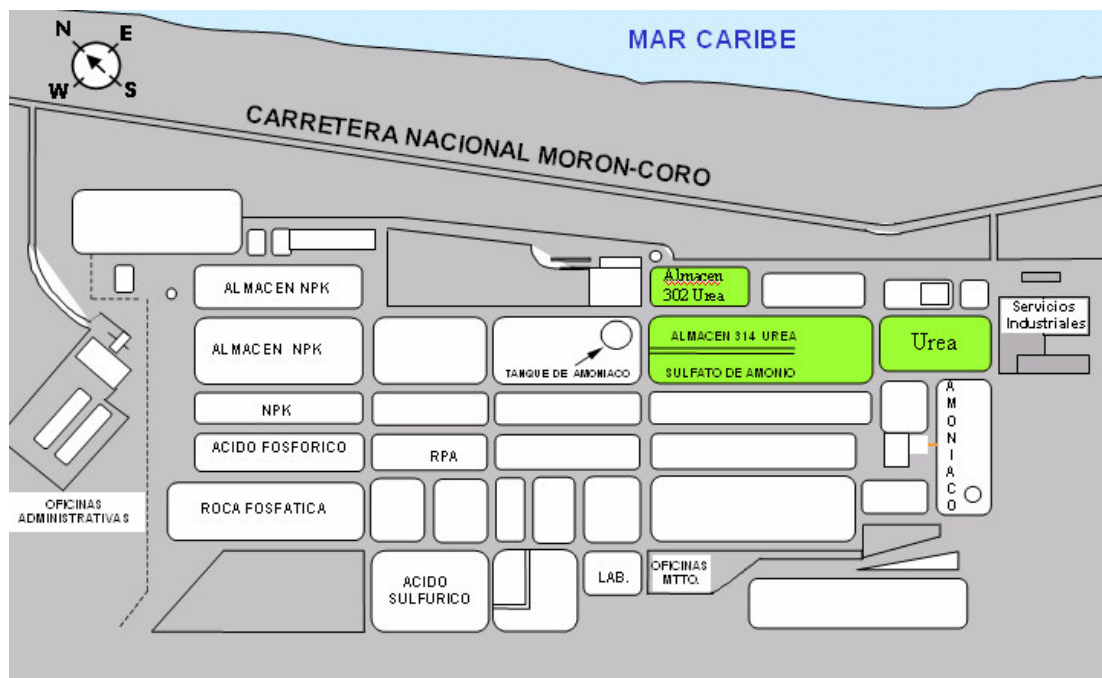 MAR CARIBE
N E
W S
CARRETERA NACIONAL MORON-CORO
ALMACEN NPK
Almacen
302 Urea
Servicios
Industriales
ALMACEN NPK
TANQUE DE AMONIACO
ALMACEN 314 UREA
SULFATO DE AMONIO
Urea
NPK
AMONIACO
ACIDO FOSFORICO
RPA
OFICINAS
ADMINISTRATIVAS
ROCA FOSFATICA
ACIDO
SULFURICO
LAB.
OFICINAS
MTTO.